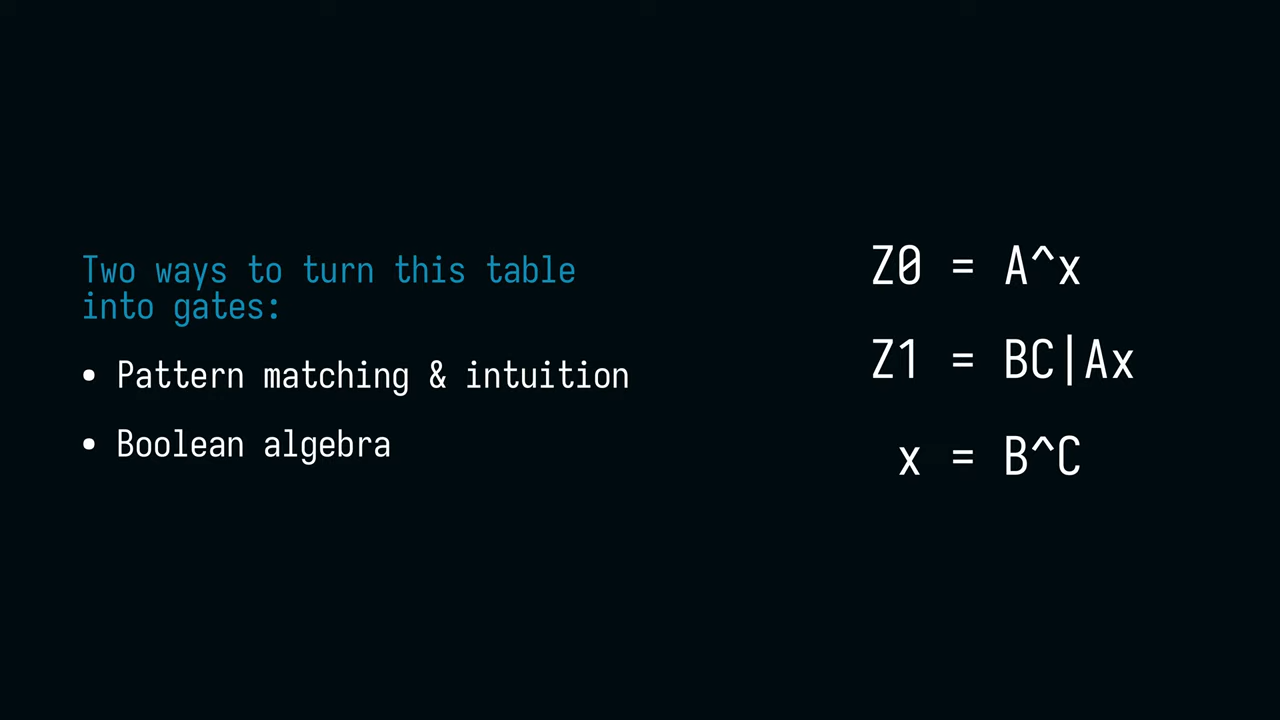 Two ways to turn this table
into gates:
• Pattern matching & intuition
• Boolean algebra
Z0 = A^x
Z1 = BC|Ax
x = B^C